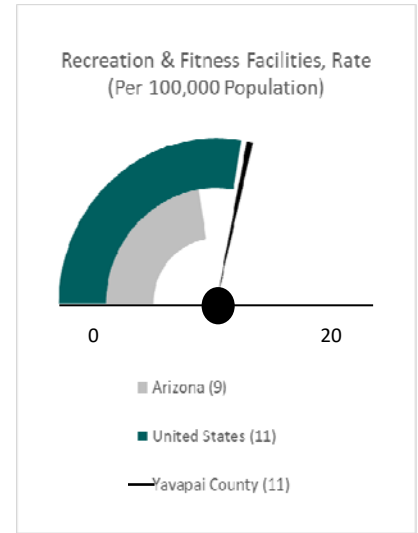 Recreation & Fitness Facilities, Rate
(Per 100,000 Population)
0 20
Arizona (9)
United States (11)
Yavapai County (11)